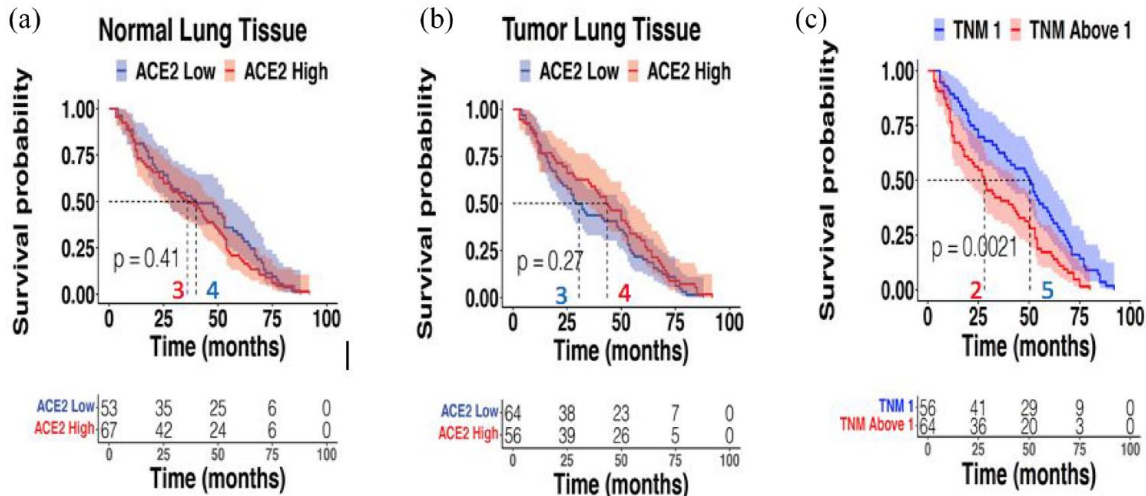 (a)
Normal Lung Tissue
ACE2 Low ACE2 High
Survival probability
1.00
0.75
0.50
0.25
0.00
p = 0.41
3 4
0 25 50 75 100
Time (months)
ACE2 Low 53 35 25 6 0
ACE2 High 67 42 24 6 0
0 25 50 75 100
Time (months)
(b)
Tumor Lung Tissue
ACE2 Low ACE2 High
Survival probability
1.00
0.75
0.50
0.25
0.00
p = 0.27
3 4
0 25 50 75 100
Time (months)
ACE2 Low 64 38 23 7 0
ACE2 High 56 39 26 5 0
0 25 50 75 100
Time (months)
(c)
TNM 1 TNM Above 1
Survival probability
1.00
0.75
0.50
0.25
0.00
p = 0.0021
2 5
0 25 50 75 100
Time (months)
TNM 1 56 41 29 9 0
TNM Above 1 64 36 20 3 0
0 25 50 75 100
Time (months)